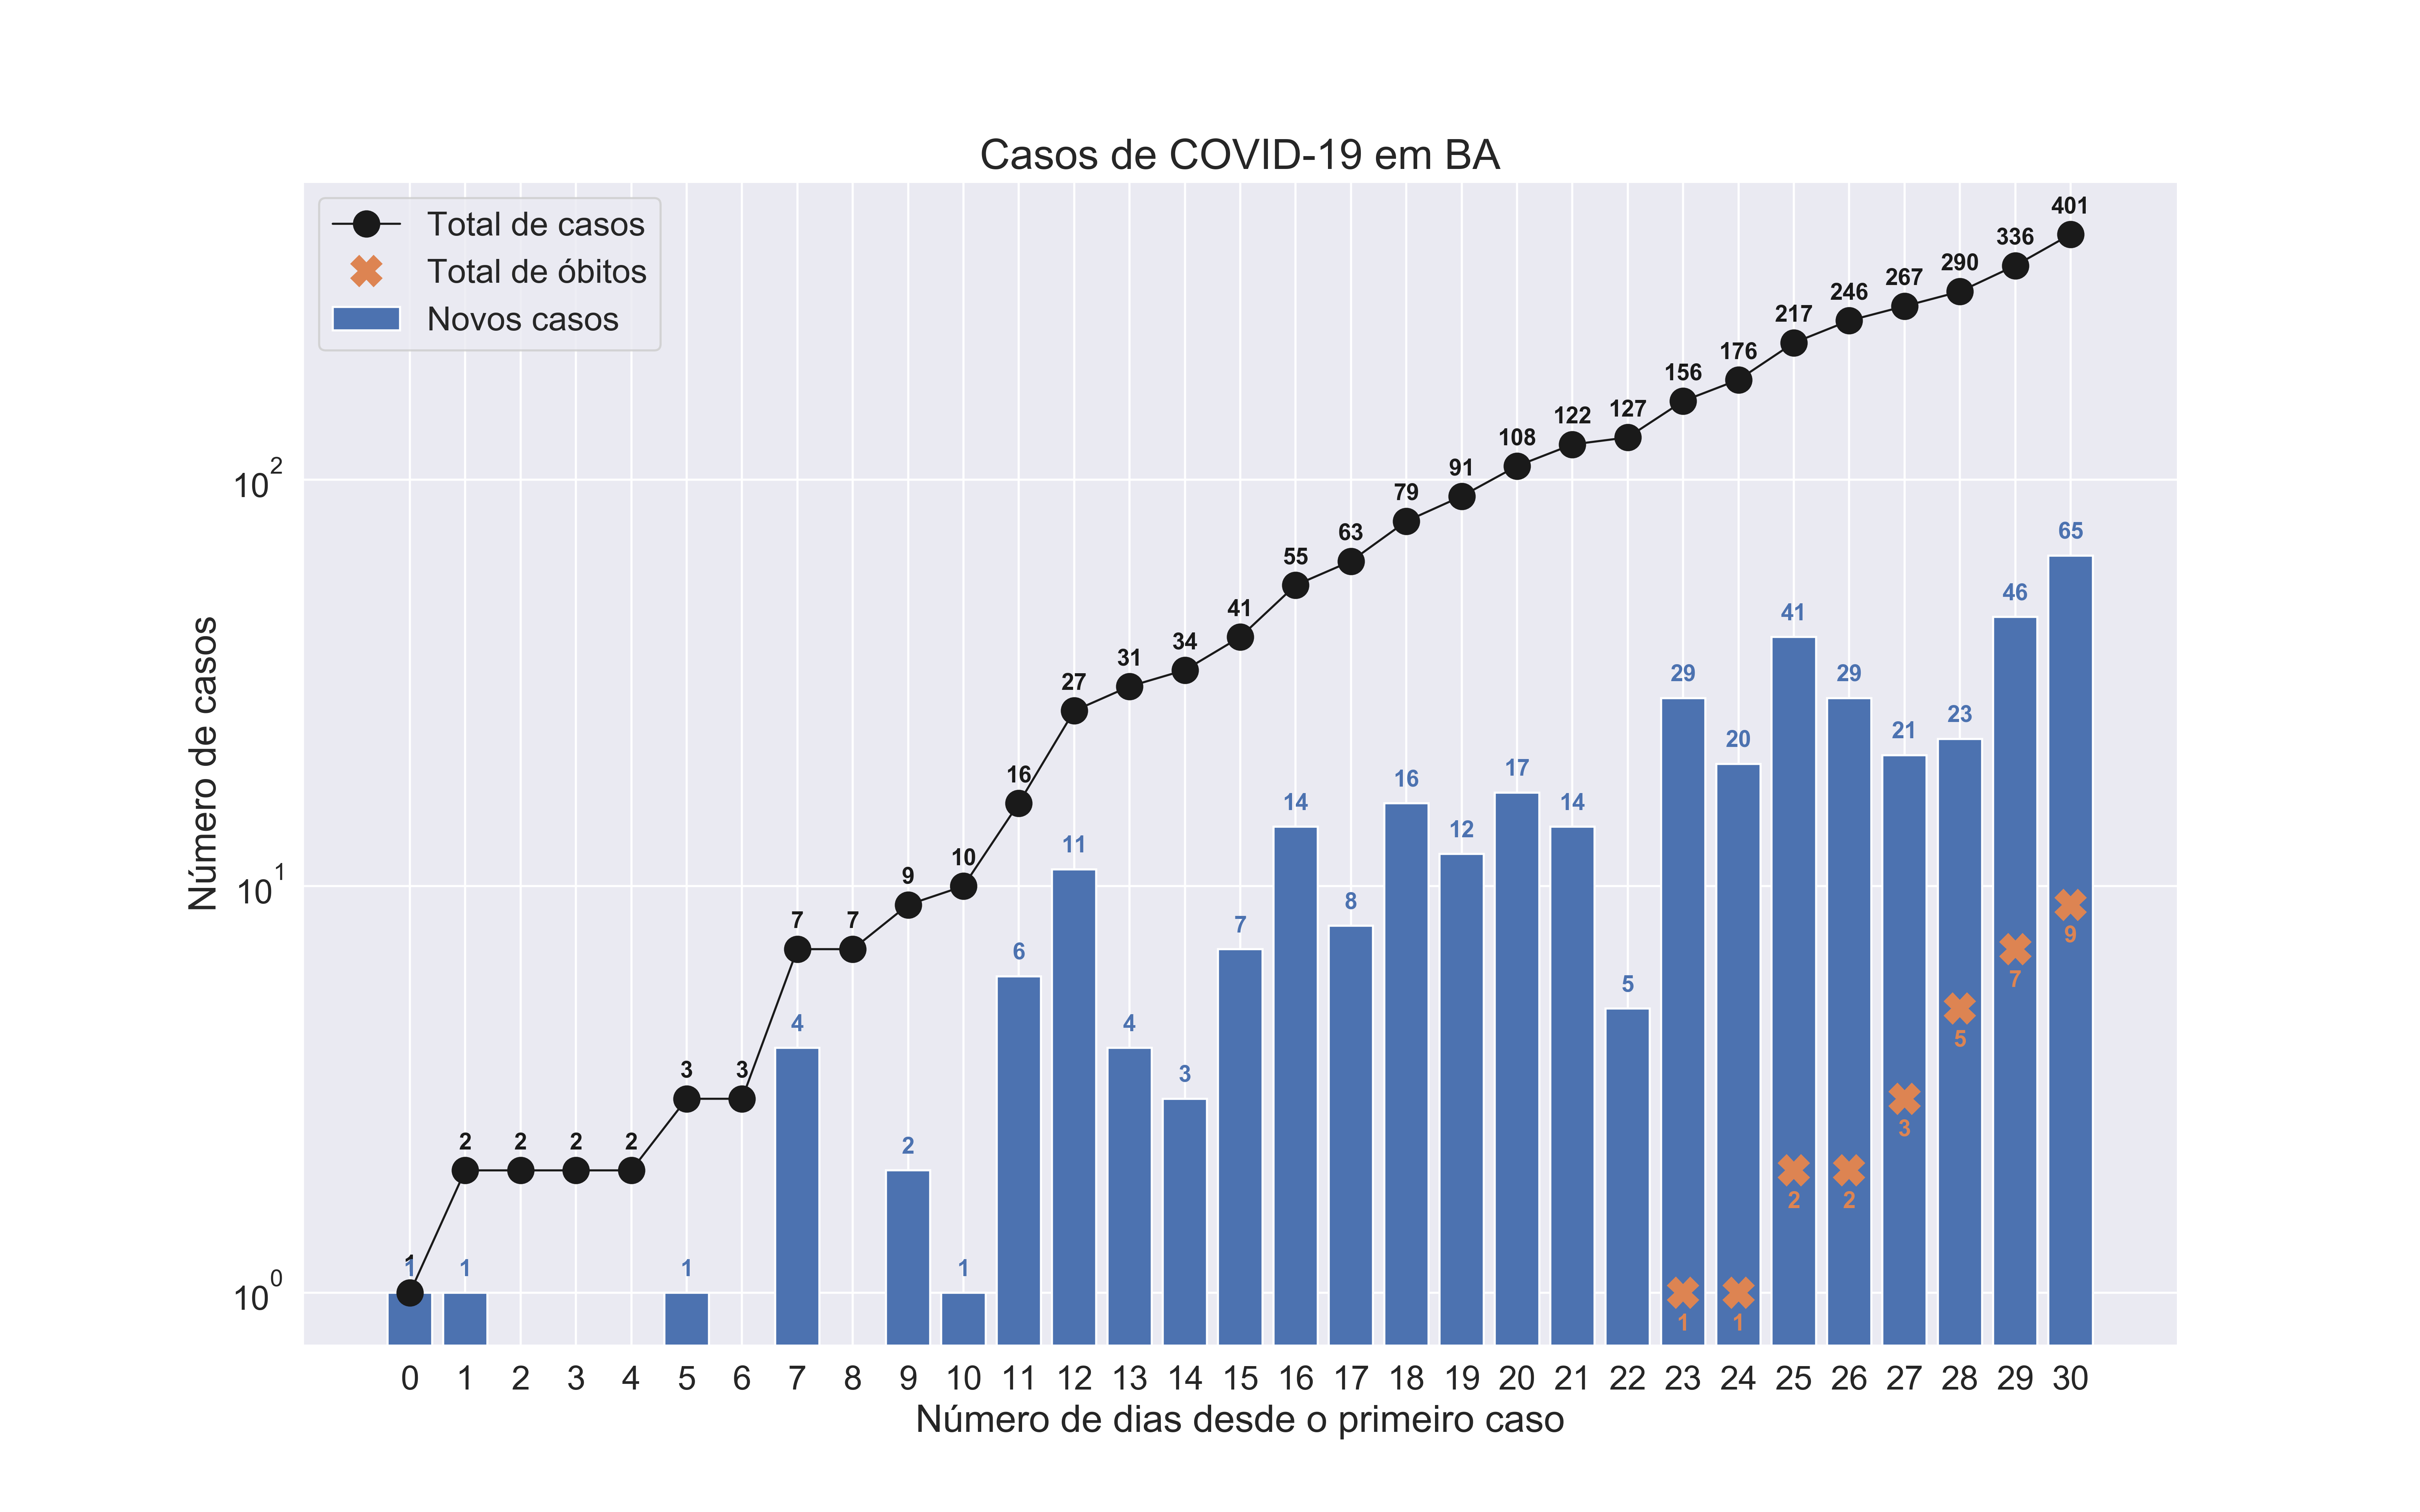 Casos de COVID-19 em BA
Total de casos
Total de óbitos
Novos casos
Número de casos
10²
10¹
10⁰
1 2 2 2 2 3 3 7 7 9 10 16 27 31 34 41 55 63 79 91 108 122 127 156 176 217 246 267 290 336 401
1 1 1 4 2 1 6 11 4 3 7 14 8 16 12 17 14 5 29 20 41 29 21 23 46 65
1 1 2 2 3 5 7 9
0 1 2 3 4 5 6 7 8 9 10 11 12 13 14 15 16 17 18 19 20 21 22 23 24 25 26 27 28 29 30
Número de dias desde o primeiro caso